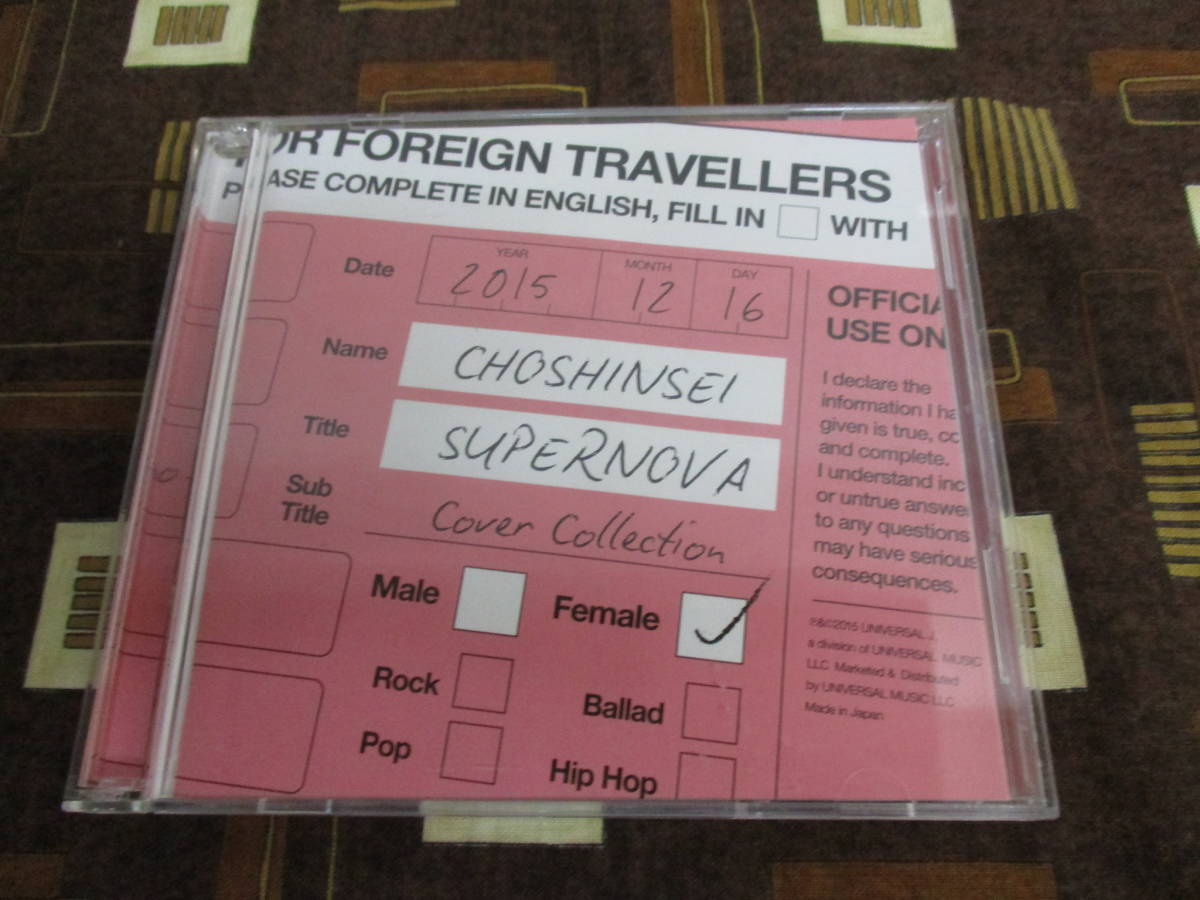 OR FOREIGN TRAVELLERS
ASE COMPLETE IN ENGLISH, FILL IN WITH
Date
YEAR MONTH DAY
2015 12 16
Name CHOSHINSEI
Title SUPERNOVA
Sub
Title
Cover Collection
Male
Female
Rock
Ballad
Pop
Hip Hop
OFFICIA
USE ON
I declare the
information I ha
given is true, co
and complete.
I understand inc
or untrue answe
to any questions
may have serious
consequences.
℗&©2015 UNIVERSAL J,
a division of UNIVERSAL MUSIC
LLC Marketed & Distributed
by UNIVERSAL MUSIC LLC
Made in Japan